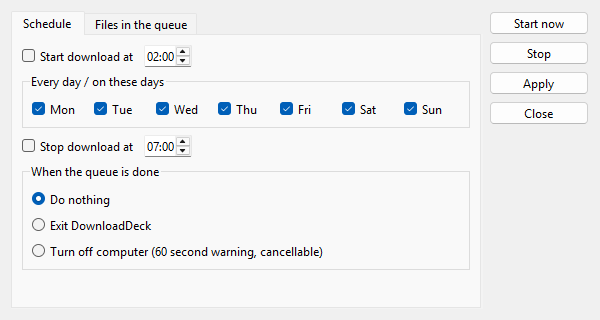 Schedule
Files in the queue
Start download at 02:00
Every day / on these days
Mon Tue Wed Thu Fri Sat Sun
Stop download at 07:00
When the queue is done
Do nothing
Exit DownloadDeck
Turn off computer (60 second warning, cancellable)
Start now
Stop
Apply
Close